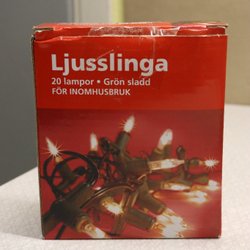 Ljusslinga
20 lampor • Grön sladd
FÖR INOMHUSBRUK